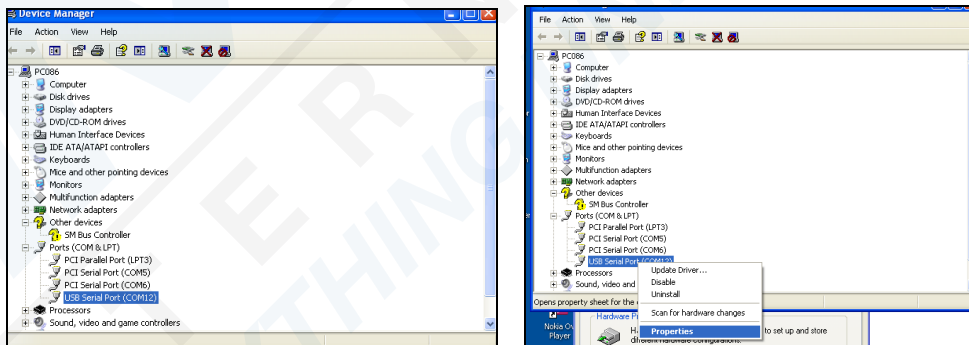 Device Manager
File Action View Help
PC086
Computer
Disk drives
Display adapters
DVD/CD-ROM drives
Human Interface Devices
IDE ATA/ATAPI controllers
Keyboards
Mice and other pointing devices
Monitors
Multifunction adapters
Network adapters
Other devices
SM Bus Controller
Ports (COM & LPT)
PCI Parallel Port (LPT3)
PCI Serial Port (COM5)
PCI Serial Port (COM6)
USB Serial Port (COM12)
Processors
Sound, video and game controllers
File Action View Help
PC086
Computer
Disk drives
Display adapters
DVD/CD-ROM drives
Human Interface Devices
IDE ATA/ATAPI controllers
Keyboards
Mice and other pointing devices
Monitors
Multifunction adapters
Network adapters
Other devices
SM Bus Controller
Ports (COM & LPT)
PCI Parallel Port (LPT3)
PCI Serial Port (COM5)
PCI Serial Port (COM6)
USB Serial Port (COM12)
Processors
Sound, video and
Update Driver...
Disable
Uninstall
Scan for hardware changes
Properties
Opens property sheet for the
Hardware
to set up and store
different hardware configurations.
Nokia
Player